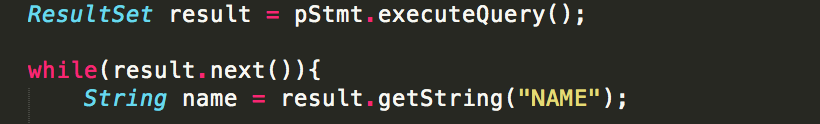 ResultSet result = pStmt.executeQuery();
while(result.next()){
String name = result.getString("NAME");